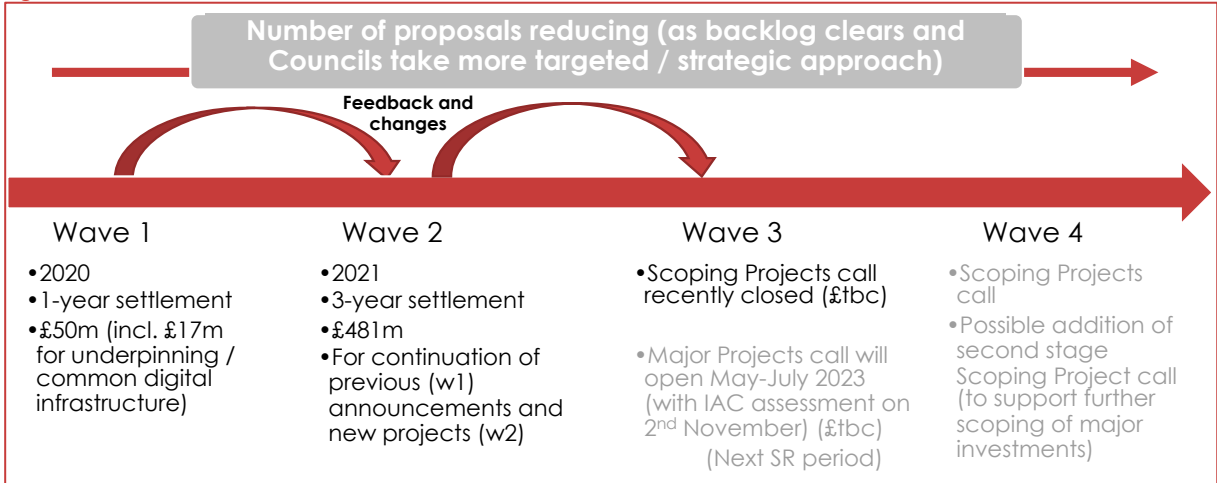 Number of proposals reducing (as backlog clears and
Councils take more targeted / strategic approach)
Feedback and
changes
Wave 1
•2020
•1-year settlement
•£50m (incl. £17m
for underpinning /
common digital
infrastructure)
Wave 2
•2021
•3-year settlement
•£481m
•For continuation of
previous (w1)
announcements and
new projects (w2)
Wave 3
•Scoping Projects call
recently closed (£tbc)
•Major Projects call will
open May-July 2023
(with IAC assessment on
2nd November) (£tbc)
(Next SR period)
Wave 4
•Scoping Projects
call
•Possible addition of
second stage
Scoping Project call
(to support further
scoping of major
investments)